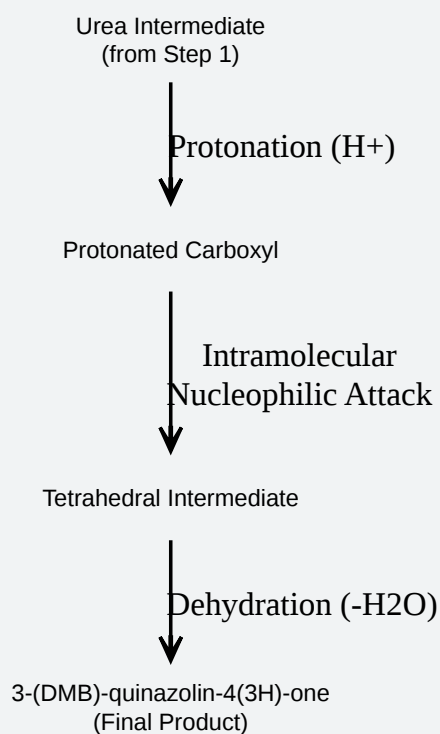 Urea Intermediate
(from Step 1)
Protonation (H+)
Protonated Carboxyl
Intramolecular
Nucleophilic Attack
Tetrahedral Intermediate
Dehydration (-H2O)
3-(DMB)-quinazolin-4(3H)-one
(Final Product)